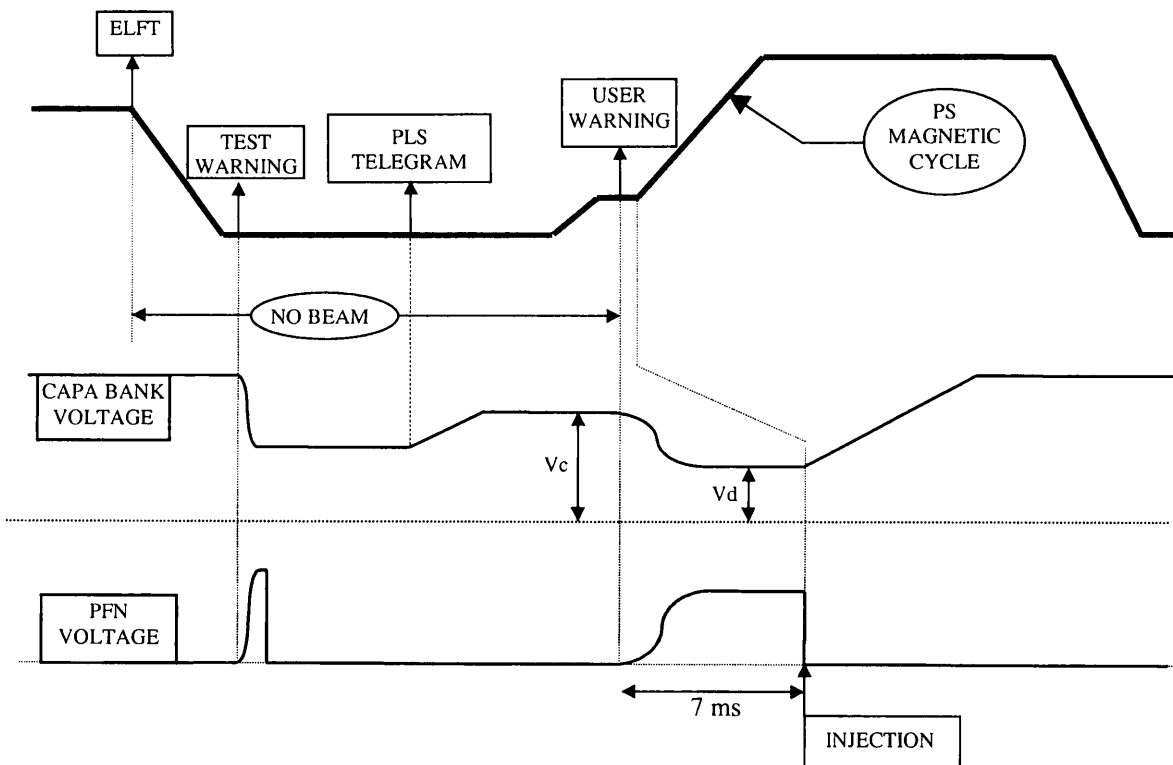 ELFT
TEST
WARNING
PLS
TELEGRAM
USER
WARNING
PS
MAGNETIC
CYCLE
NO BEAM
CAPA BANK
VOLTAGE
Vc
Vd
PFN
VOLTAGE
7 ms
INJECTION